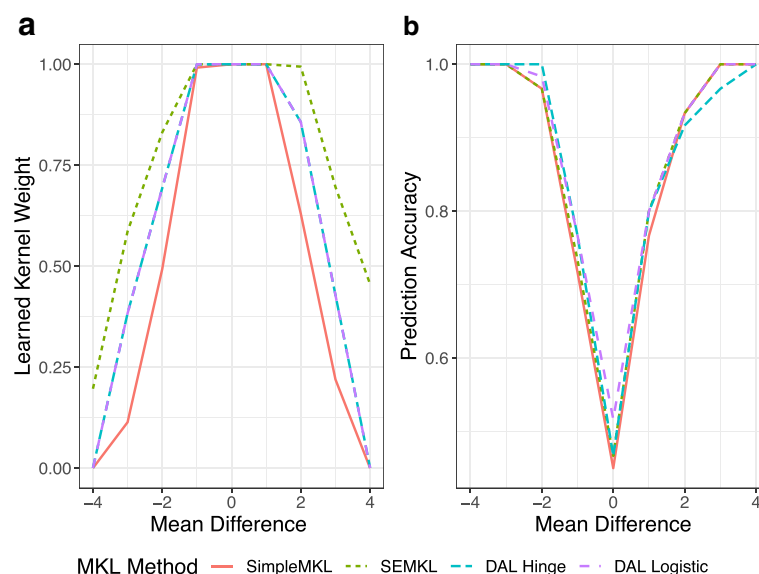 a
b
Learned Kernel Weight
1.00
0.75
0.50
0.25
0.00
−4 −2 0 2 4
Mean Difference
Prediction Accuracy
1.0
0.8
0.6
−4 −2 0 2 4
Mean Difference
MKL Method SimpleMKL SEMKL DAL Hinge DAL Logistic